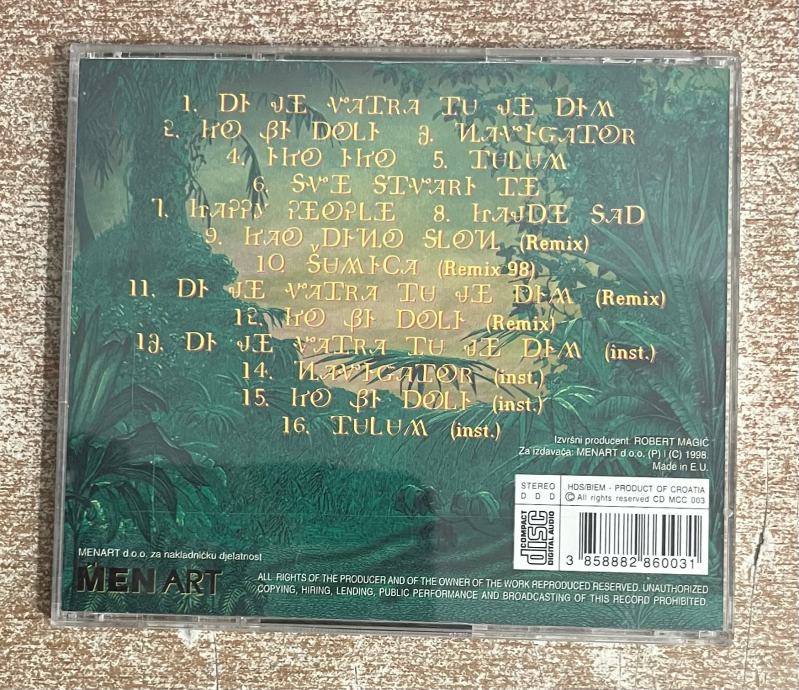 1. DI JE VATRA TU JE DIM
2. KO BI DOLI 3. NAVIGATOR
4. IKO IKO 5. TULUM
6. SVE STVARI TE
7. HAPPY PEOPLE 8. HAJDE SAD
9. KAO DINO SLON (Remix)
10. ŠUMICA (Remix 98)
11. DI JE VATRA TU JE DIM (Remix)
12. KO BI DOLI (Remix)
13. DI JE VATRA TU JE DIM (inst.)
14. NAVIGATOR (inst.)
15. KO BI DOLI (inst.)
16. TULUM (inst.)
Izvršni producent: ROBERT MAGIĆ
Za izdavača: MENART d.o.o. (P) i (C) 1998.
Made in E.U.
STEREO
D D D
HDS/BIEM - PRODUCT OF CROATIA
© All rights reserved CD MCC 003
COMPACT
disc
DIGITAL AUDIO
3 858882 860031
MENART d.o.o. za nakladničku djelatnost
MEN ART
ALL RIGHTS OF THE PRODUCER AND OF THE OWNER OF THE WORK REPRODUCED RESERVED. UNAUTHORIZED
COPYING, HIRING, LENDING, PUBLIC PERFORMANCE AND BROADCASTING OF THIS RECORD PROHIBITED.